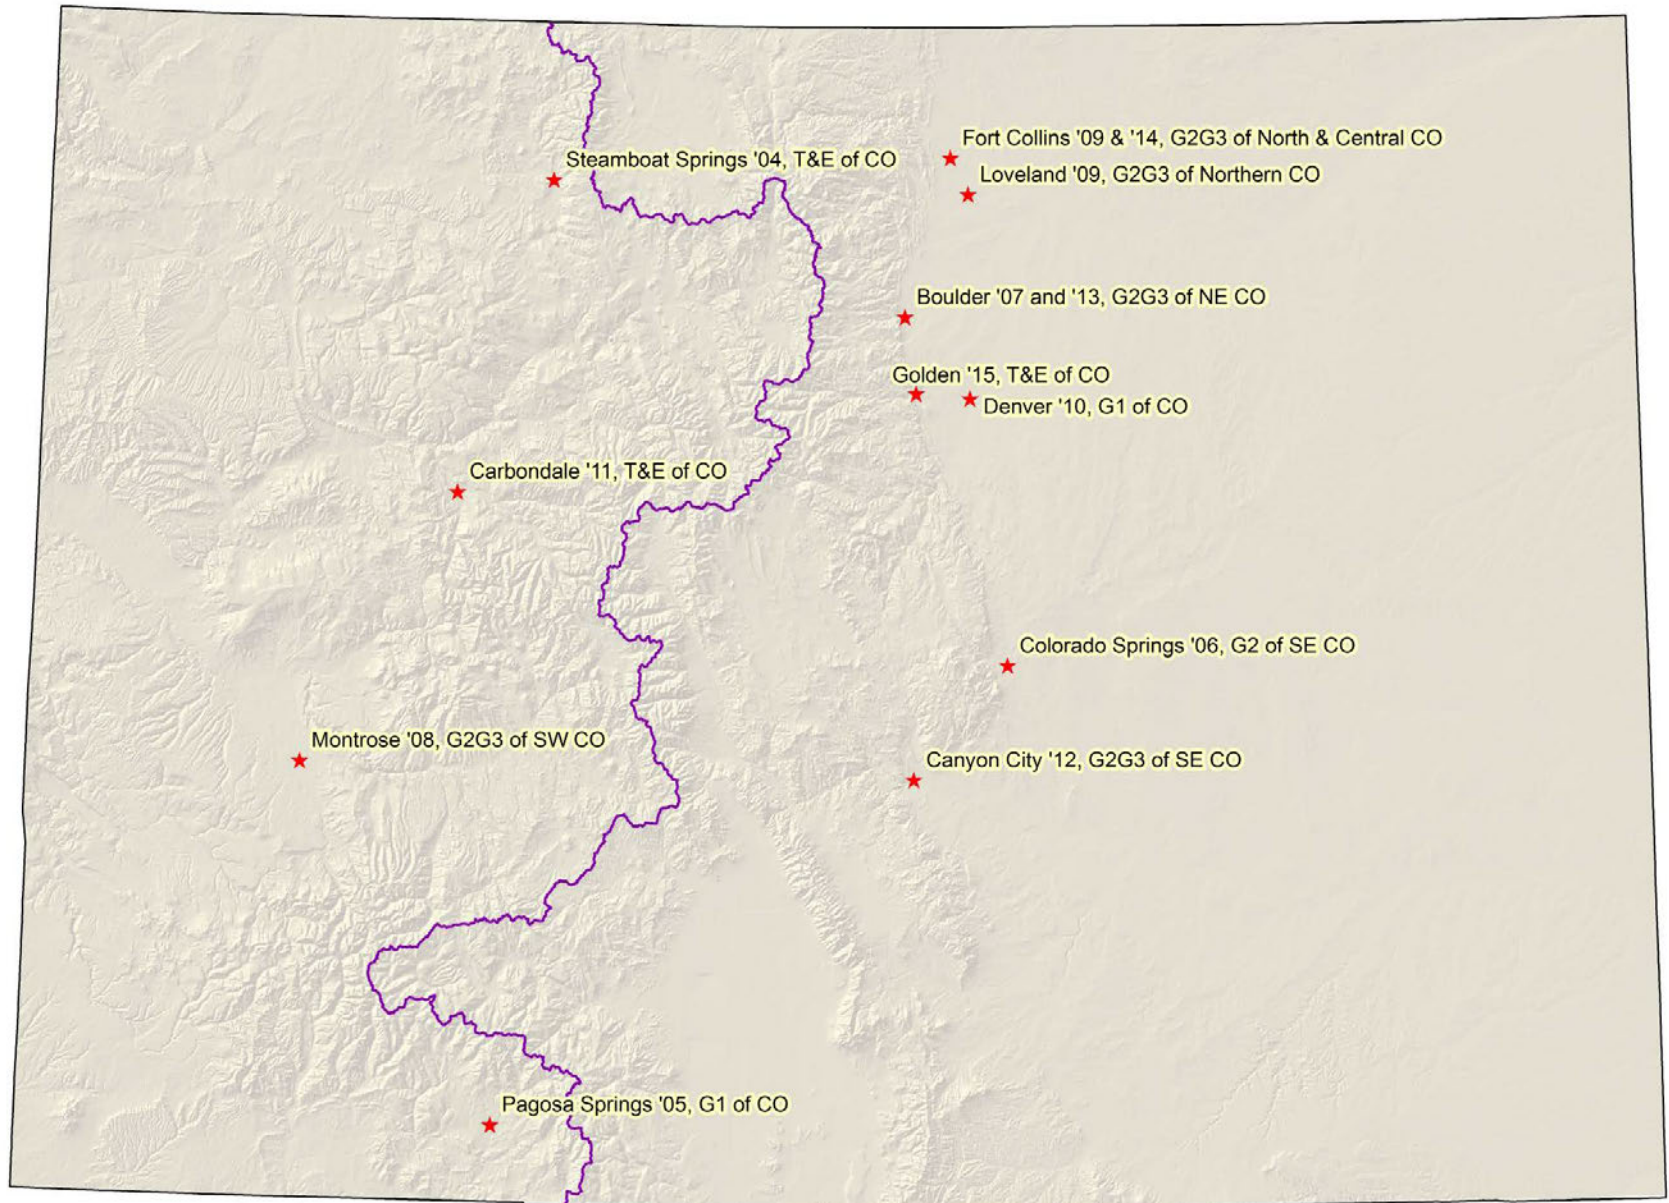 Fort Collins '09 & '14, G2G3 of North & Central CO
Steamboat Springs '04, T&E of CO
Loveland '09, G2G3 of Northern CO
Boulder '07 and '13, G2G3 of NE CO
Golden '15, T&E of CO
Denver '10, G1 of CO
Carbondale '11, T&E of CO
Colorado Springs '06, G2 of SE CO
Montrose '08, G2G3 of SW CO
Canyon City '12, G2G3 of SE CO
Pagosa Springs '05, G1 of CO